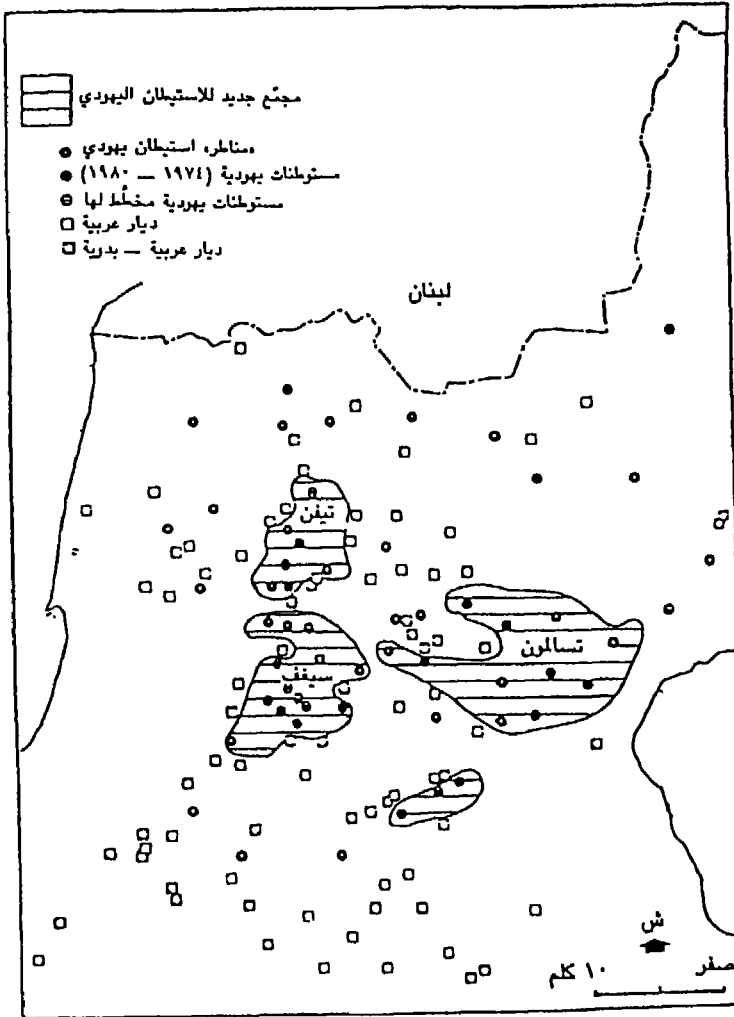 مجمّع جديد للاستيطان اليهودي
«مناطر» استيطان يهودي
مستوطنات يهودية (١٩٧٤ — ١٩٨٠)
مستوطنات يهودية مخطَّط لها
ديار عربية
ديار عربية — بدوية
لبنان
تيفن
تسالمون
سيغف
ش
صفر ١٠ كلم